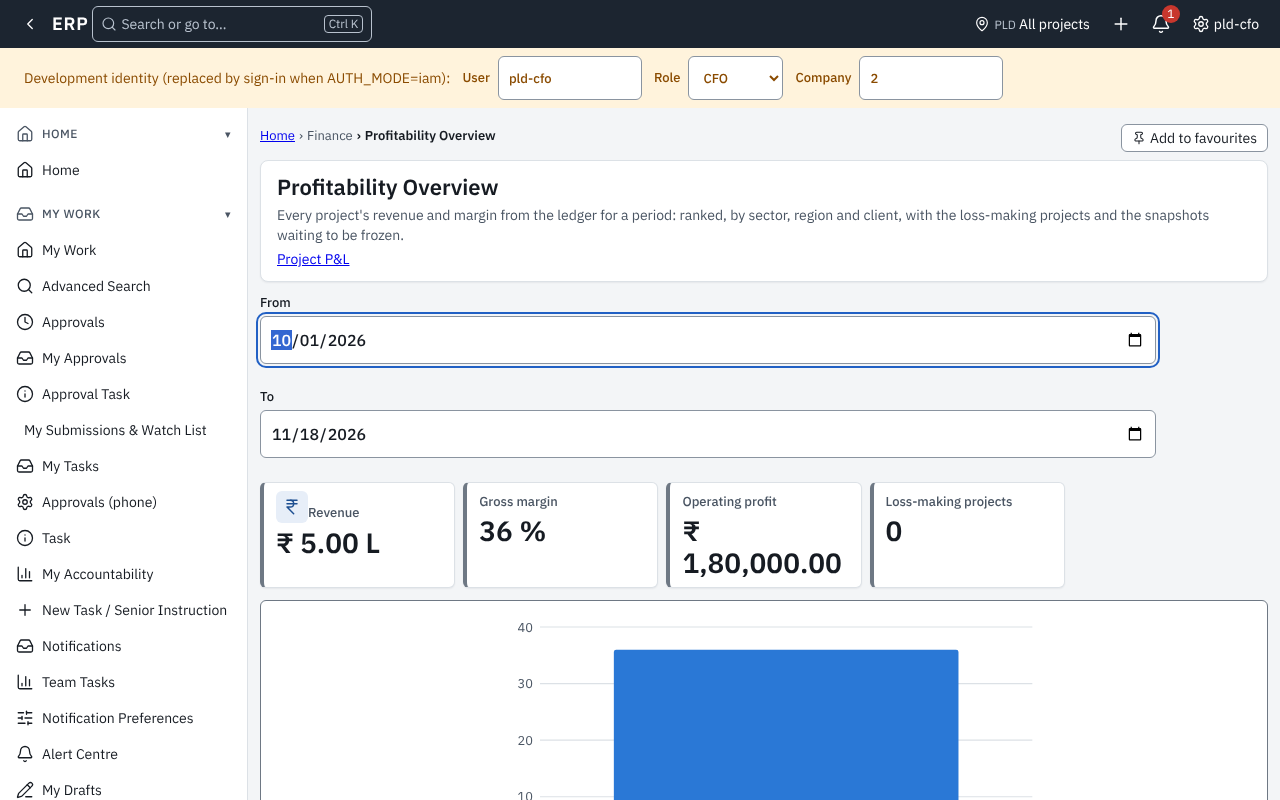 ERP
Search or go to...
Ctrl K
PLD All projects
1
pld-cfo
Development identity (replaced by sign-in when AUTH_MODE=iam):
User
pld-cfo
Role
CFO
Company
2
HOME
Home
MY WORK
My Work
Advanced Search
Approvals
My Approvals
Approval Task
My Submissions & Watch List
My Tasks
Approvals (phone)
Task
My Accountability
New Task / Senior Instruction
Notifications
Team Tasks
Notification Preferences
Alert Centre
My Drafts
Home › Finance › Profitability Overview
Add to favourites
Profitability Overview
Every project's revenue and margin from the ledger for a period: ranked, by sector, region and client, with the loss-making projects and the snapshots
waiting to be frozen.
Project P&L
From
10/01/2026
To
11/18/2026
₹ Revenue
₹ 5.00 L
Gross margin
36 %
Operating profit
₹
1,80,000.00
Loss-making projects
0
40
30
20
10